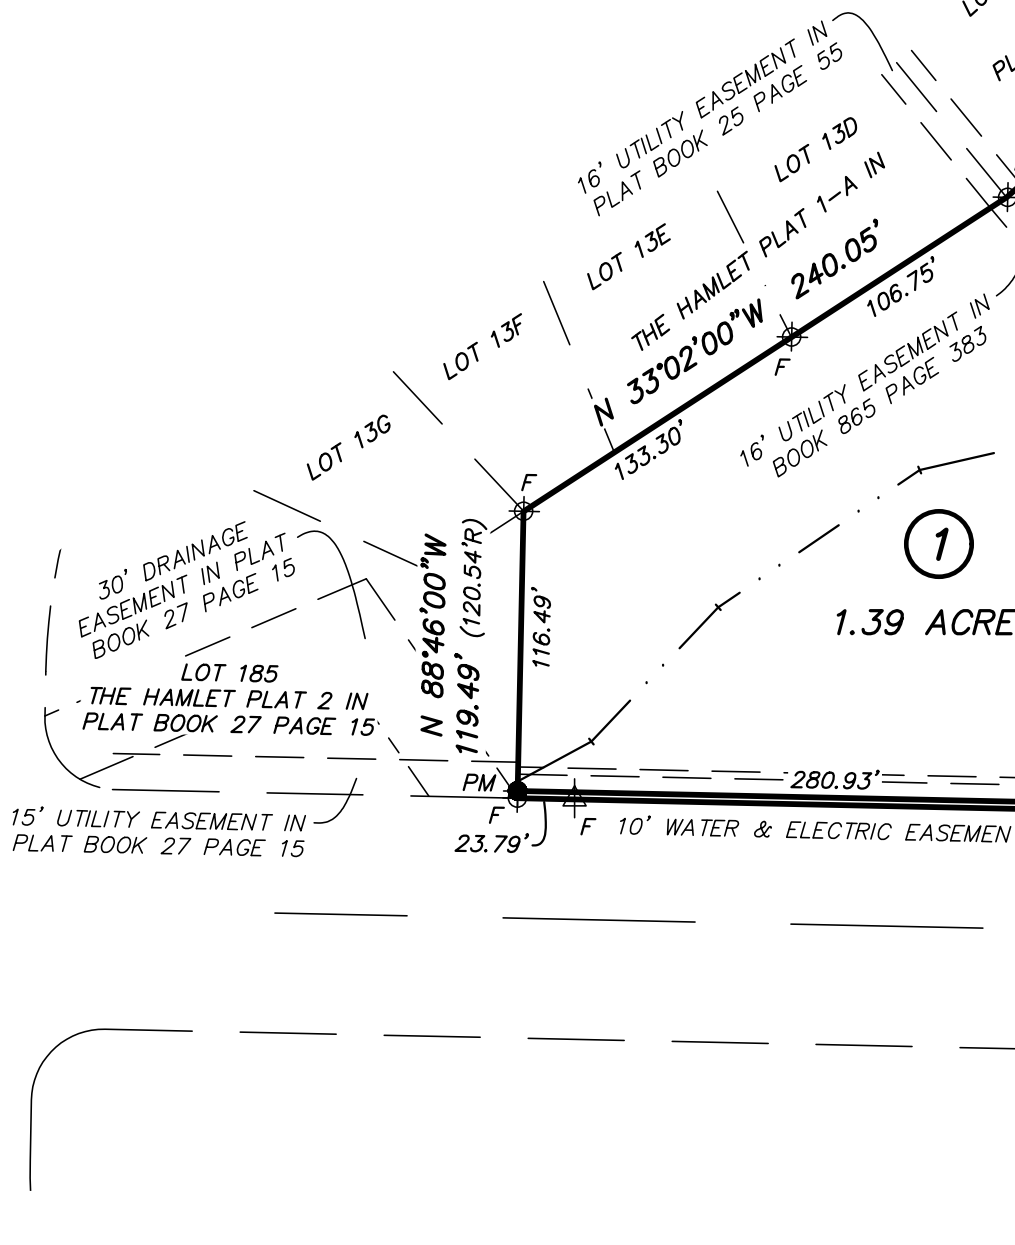 LO
PL
16' UTILITY EASEMENT IN
PLAT BOOK 25 PAGE 55
LOT 13D
THE HAMLET PLAT 1-A IN
LOT 13E
LOT 13F
LOT 13G
N 33°02'00"W 240.05'
106.75'
133.30'
F
F
16' UTILITY EASEMENT IN
BOOK 865 PAGE 383
1
1.39 ACRE
30' DRAINAGE
EASEMENT IN PLAT
BOOK 27 PAGE 15
N 88°46'00"W
119.49' (120.54'R)
116.49'
LOT 185
THE HAMLET PLAT 2 IN
PLAT BOOK 27 PAGE 15
PM
280.93'
15' UTILITY EASEMENT IN
PLAT BOOK 27 PAGE 15
F
23.79'
F
10' WATER & ELECTRIC EASEMEN